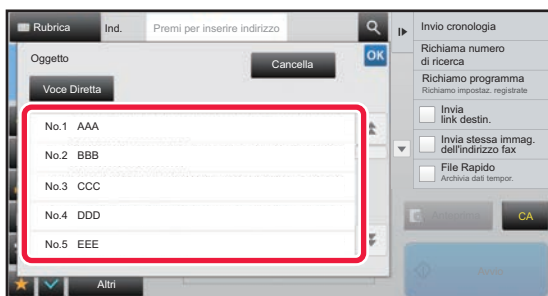 Rubrica
Ind.
Premi per inserire indirizzo
Oggetto
Cancella
OK
Voce Diretta
No.1 AAA
No.2 BBB
No.3 CCC
No.4 DDD
No.5 EEE
Altri
Invio cronologia
Richiama numero
di ricerca
Richiamo programma
Richiamo impostaz. registrate
Invia
link destin.
Invia stessa immag.
dell'indirizzo fax
File Rapido
Archivia dati tempor.
CA